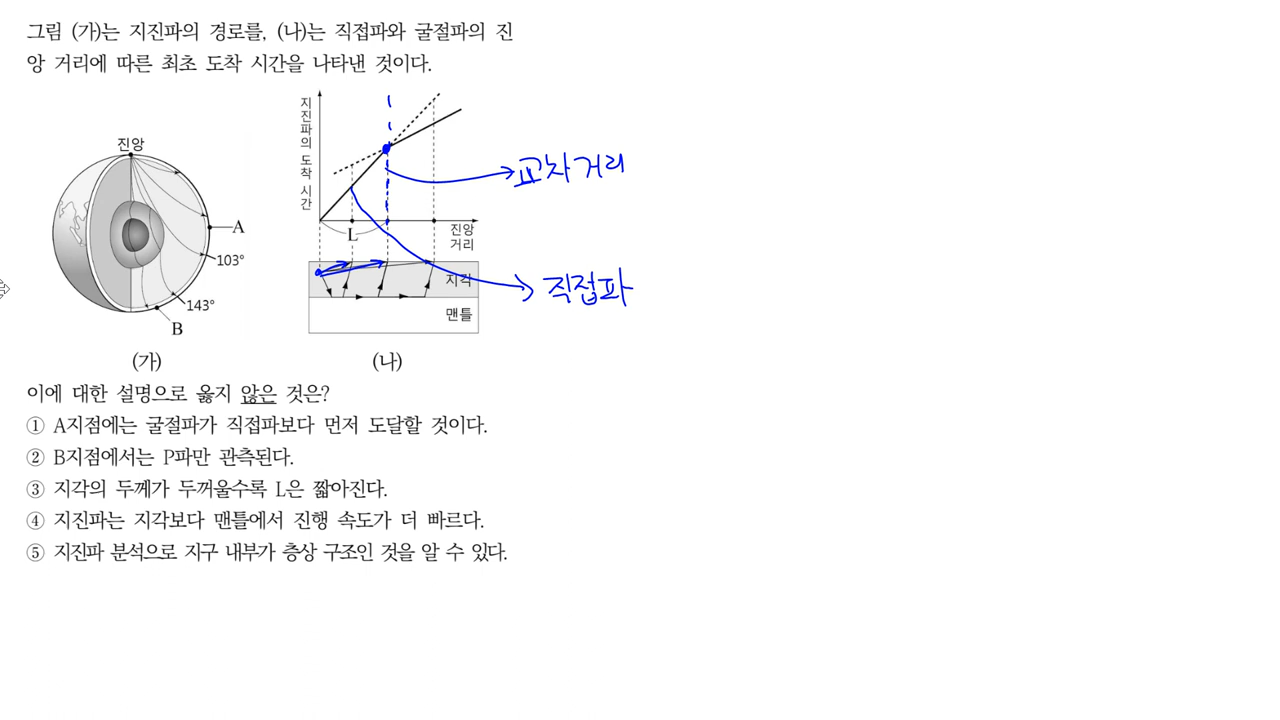 그림 (가)는 지진파의 경로를, (나)는 직접파와 굴절파의 진
앙 거리에 따른 최초 도착 시간을 나타낸 것이다.
진앙
A
103°
143°
B
(가)
지진파의 도착 시간
교차거리
L
진앙
거리
지각
직접파
맨틀
(나)
이에 대한 설명으로 옳지 않은 것은?
① A지점에는 굴절파가 직접파보다 먼저 도달할 것이다.
② B지점에서는 P파만 관측된다.
③ 지각의 두께가 두꺼울수록 L은 짧아진다.
④ 지진파는 지각보다 맨틀에서 진행 속도가 더 빠르다.
⑤ 지진파 분석으로 지구 내부가 층상 구조인 것을 알 수 있다.